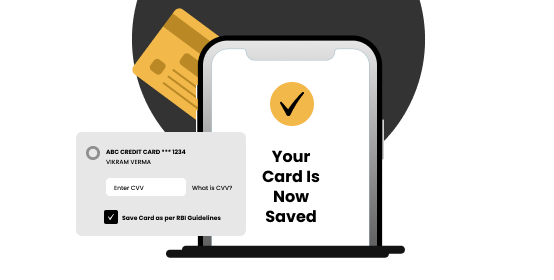 Your
Card Is
Now
Saved
ABC CREDIT CARD *** 1234
VIKRAM VERMA
Enter CVV What is CVV?
Save Card as per RBI Guidelines